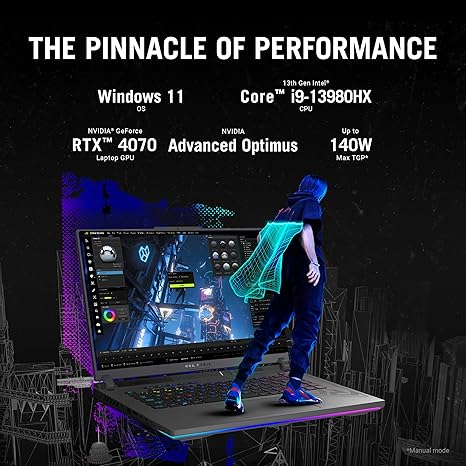 THE PINNACLE OF PERFORMANCE
Windows 11
OS
13th Gen Intel®
Core™ i9-13980HX
CPU
NVIDIA® GeForce
RTX™ 4070
Laptop GPU
NVIDIA
Advanced Optimus
Up to
140W
Max TGP*
*Manual mode